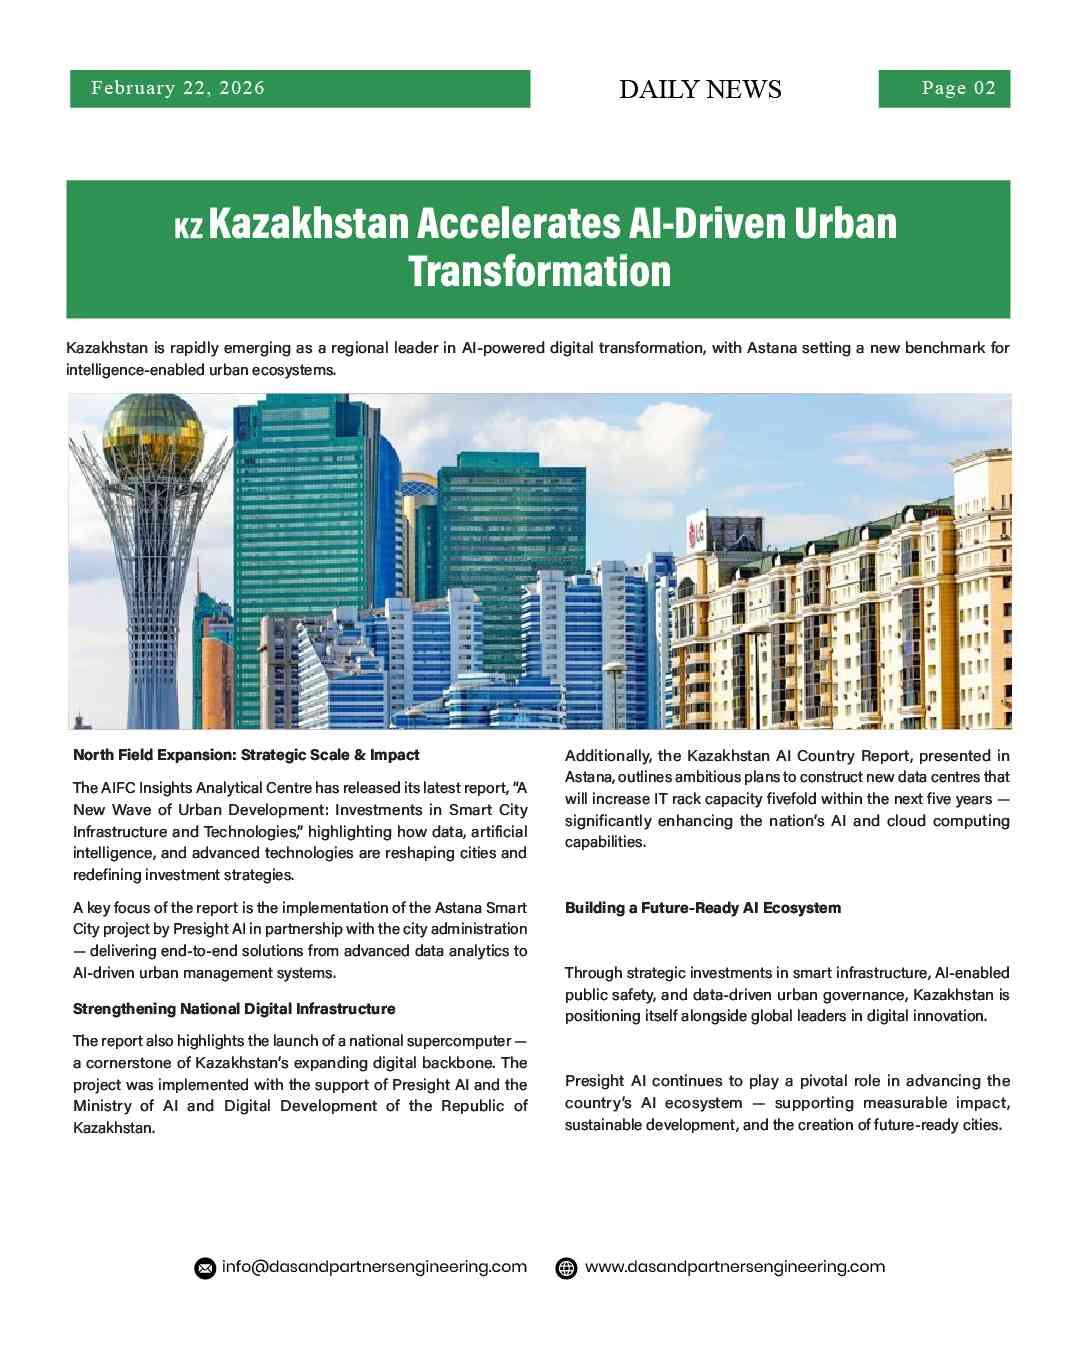 February 22, 2026
DAILY NEWS
Page 02
KZ Kazakhstan Accelerates AI-Driven Urban
Transformation
Kazakhstan is rapidly emerging as a regional leader in AI-powered digital transformation, with Astana setting a new benchmark for
intelligence-enabled urban ecosystems.
LG
North Field Expansion: Strategic Scale & Impact
The AIFC Insights Analytical Centre has released its latest report, “A
New Wave of Urban Development: Investments in Smart City
Infrastructure and Technologies,” highlighting how data, artificial
intelligence, and advanced technologies are reshaping cities and
redefining investment strategies.
A key focus of the report is the implementation of the Astana Smart
City project by Presight AI in partnership with the city administration
— delivering end-to-end solutions from advanced data analytics to
AI-driven urban management systems.
Strengthening National Digital Infrastructure
The report also highlights the launch of a national supercomputer —
a cornerstone of Kazakhstan’s expanding digital backbone. The
project was implemented with the support of Presight AI and the
Ministry of AI and Digital Development of the Republic of
Kazakhstan.
Additionally, the Kazakhstan AI Country Report, presented in
Astana, outlines ambitious plans to construct new data centres that
will increase IT rack capacity fivefold within the next five years —
significantly enhancing the nation’s AI and cloud computing
capabilities.
Building a Future-Ready AI Ecosystem
Through strategic investments in smart infrastructure, AI-enabled
public safety, and data-driven urban governance, Kazakhstan is
positioning itself alongside global leaders in digital innovation.
Presight AI continues to play a pivotal role in advancing the
country’s AI ecosystem — supporting measurable impact,
sustainable development, and the creation of future-ready cities.
info@dasandpartnersengineering.com
www.dasandpartnersengineering.com